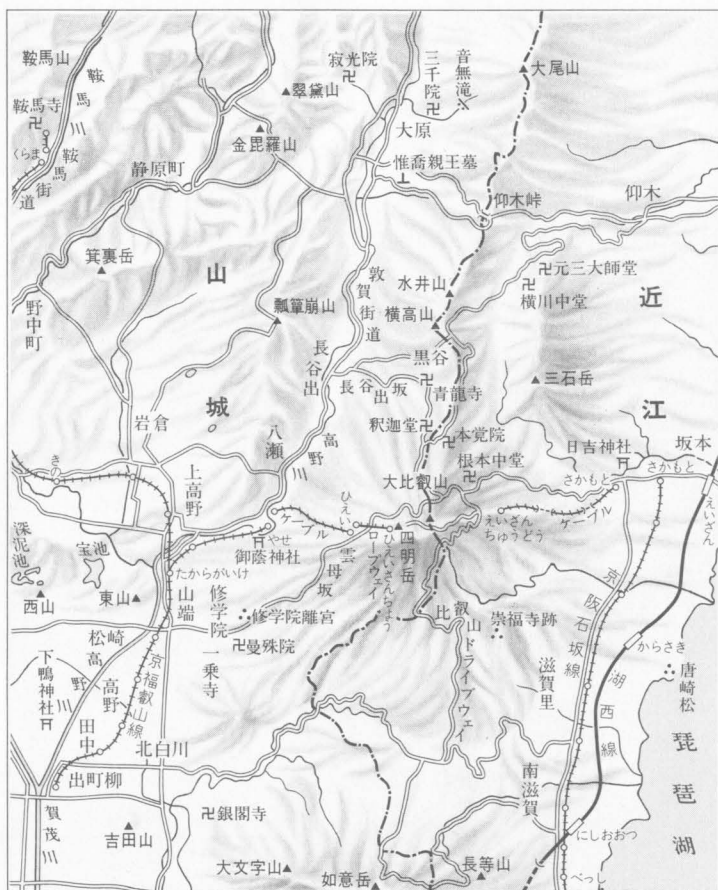 鞍馬山
鞍馬川
鞍馬寺
くらま
鞍馬街道
静原町
翠黛山
金毘羅山
寂光院
三千院
音無滝
大原
大尾山
惟喬親王墓
仰木峠
仰木
箕裏岳
野中町
山城
瓢箪崩山
敦賀街道
水井山
横高山
元三大師堂
横川中堂
近江
黒谷
長谷出
長谷出坂
青龍寺
三石岳
岩倉
八瀬
高野川
釈迦堂
本覚院
日吉神社
坂本
きの
上高野
大比叡山
根本中堂
さかもと
さかもと
えいざん
ケーブル
ひえい
えいざんちゅうどう
ケーブル
やせ
御蔭神社
ロープウェイ
ひえいざんちょう
四明岳
深泥池
宝池
たからがいけ
西山
東山
山端
修学院
雲母坂
修学院離宮
曼殊院
一乗寺
比叡山ドライブウェイ
崇福寺跡
京阪石坂線
からさき
唐崎松
松崎
高野川
下鴨神社
高野
京福叡山線
滋賀里
湖西線
田中
北白川
出町柳
南滋賀
琵琶湖
賀茂川
吉田山
銀閣寺
にしおおつ
大文字山
如意岳
長等山
べっしょ